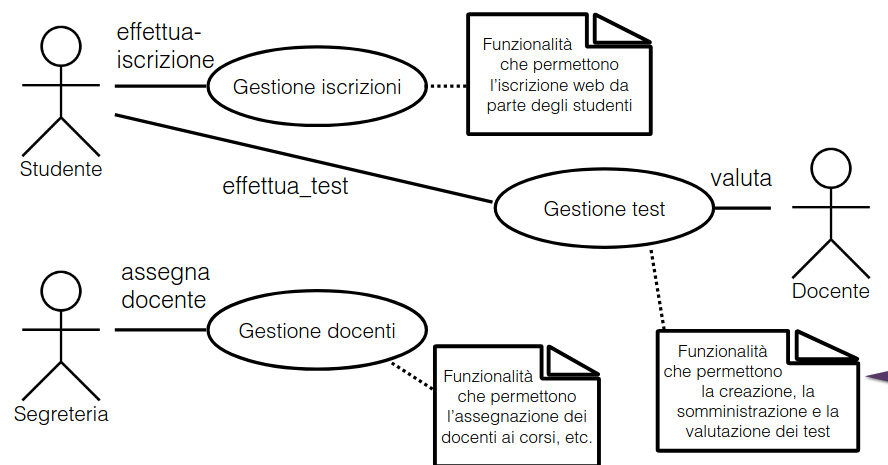 effettua-
iscrizione
Gestione iscrizioni
Funzionalità
che permettono
l'iscrizione web da
parte degli studenti
Studente
effettua_test
Gestione test
valuta
Docente
assegna
docente
Gestione docenti
Segreteria
Funzionalità
che permettono
l'assegnazione dei
docenti ai corsi, etc.
Funzionalità
che permettono
la creazione, la
somministrazione e la
valutazione dei test